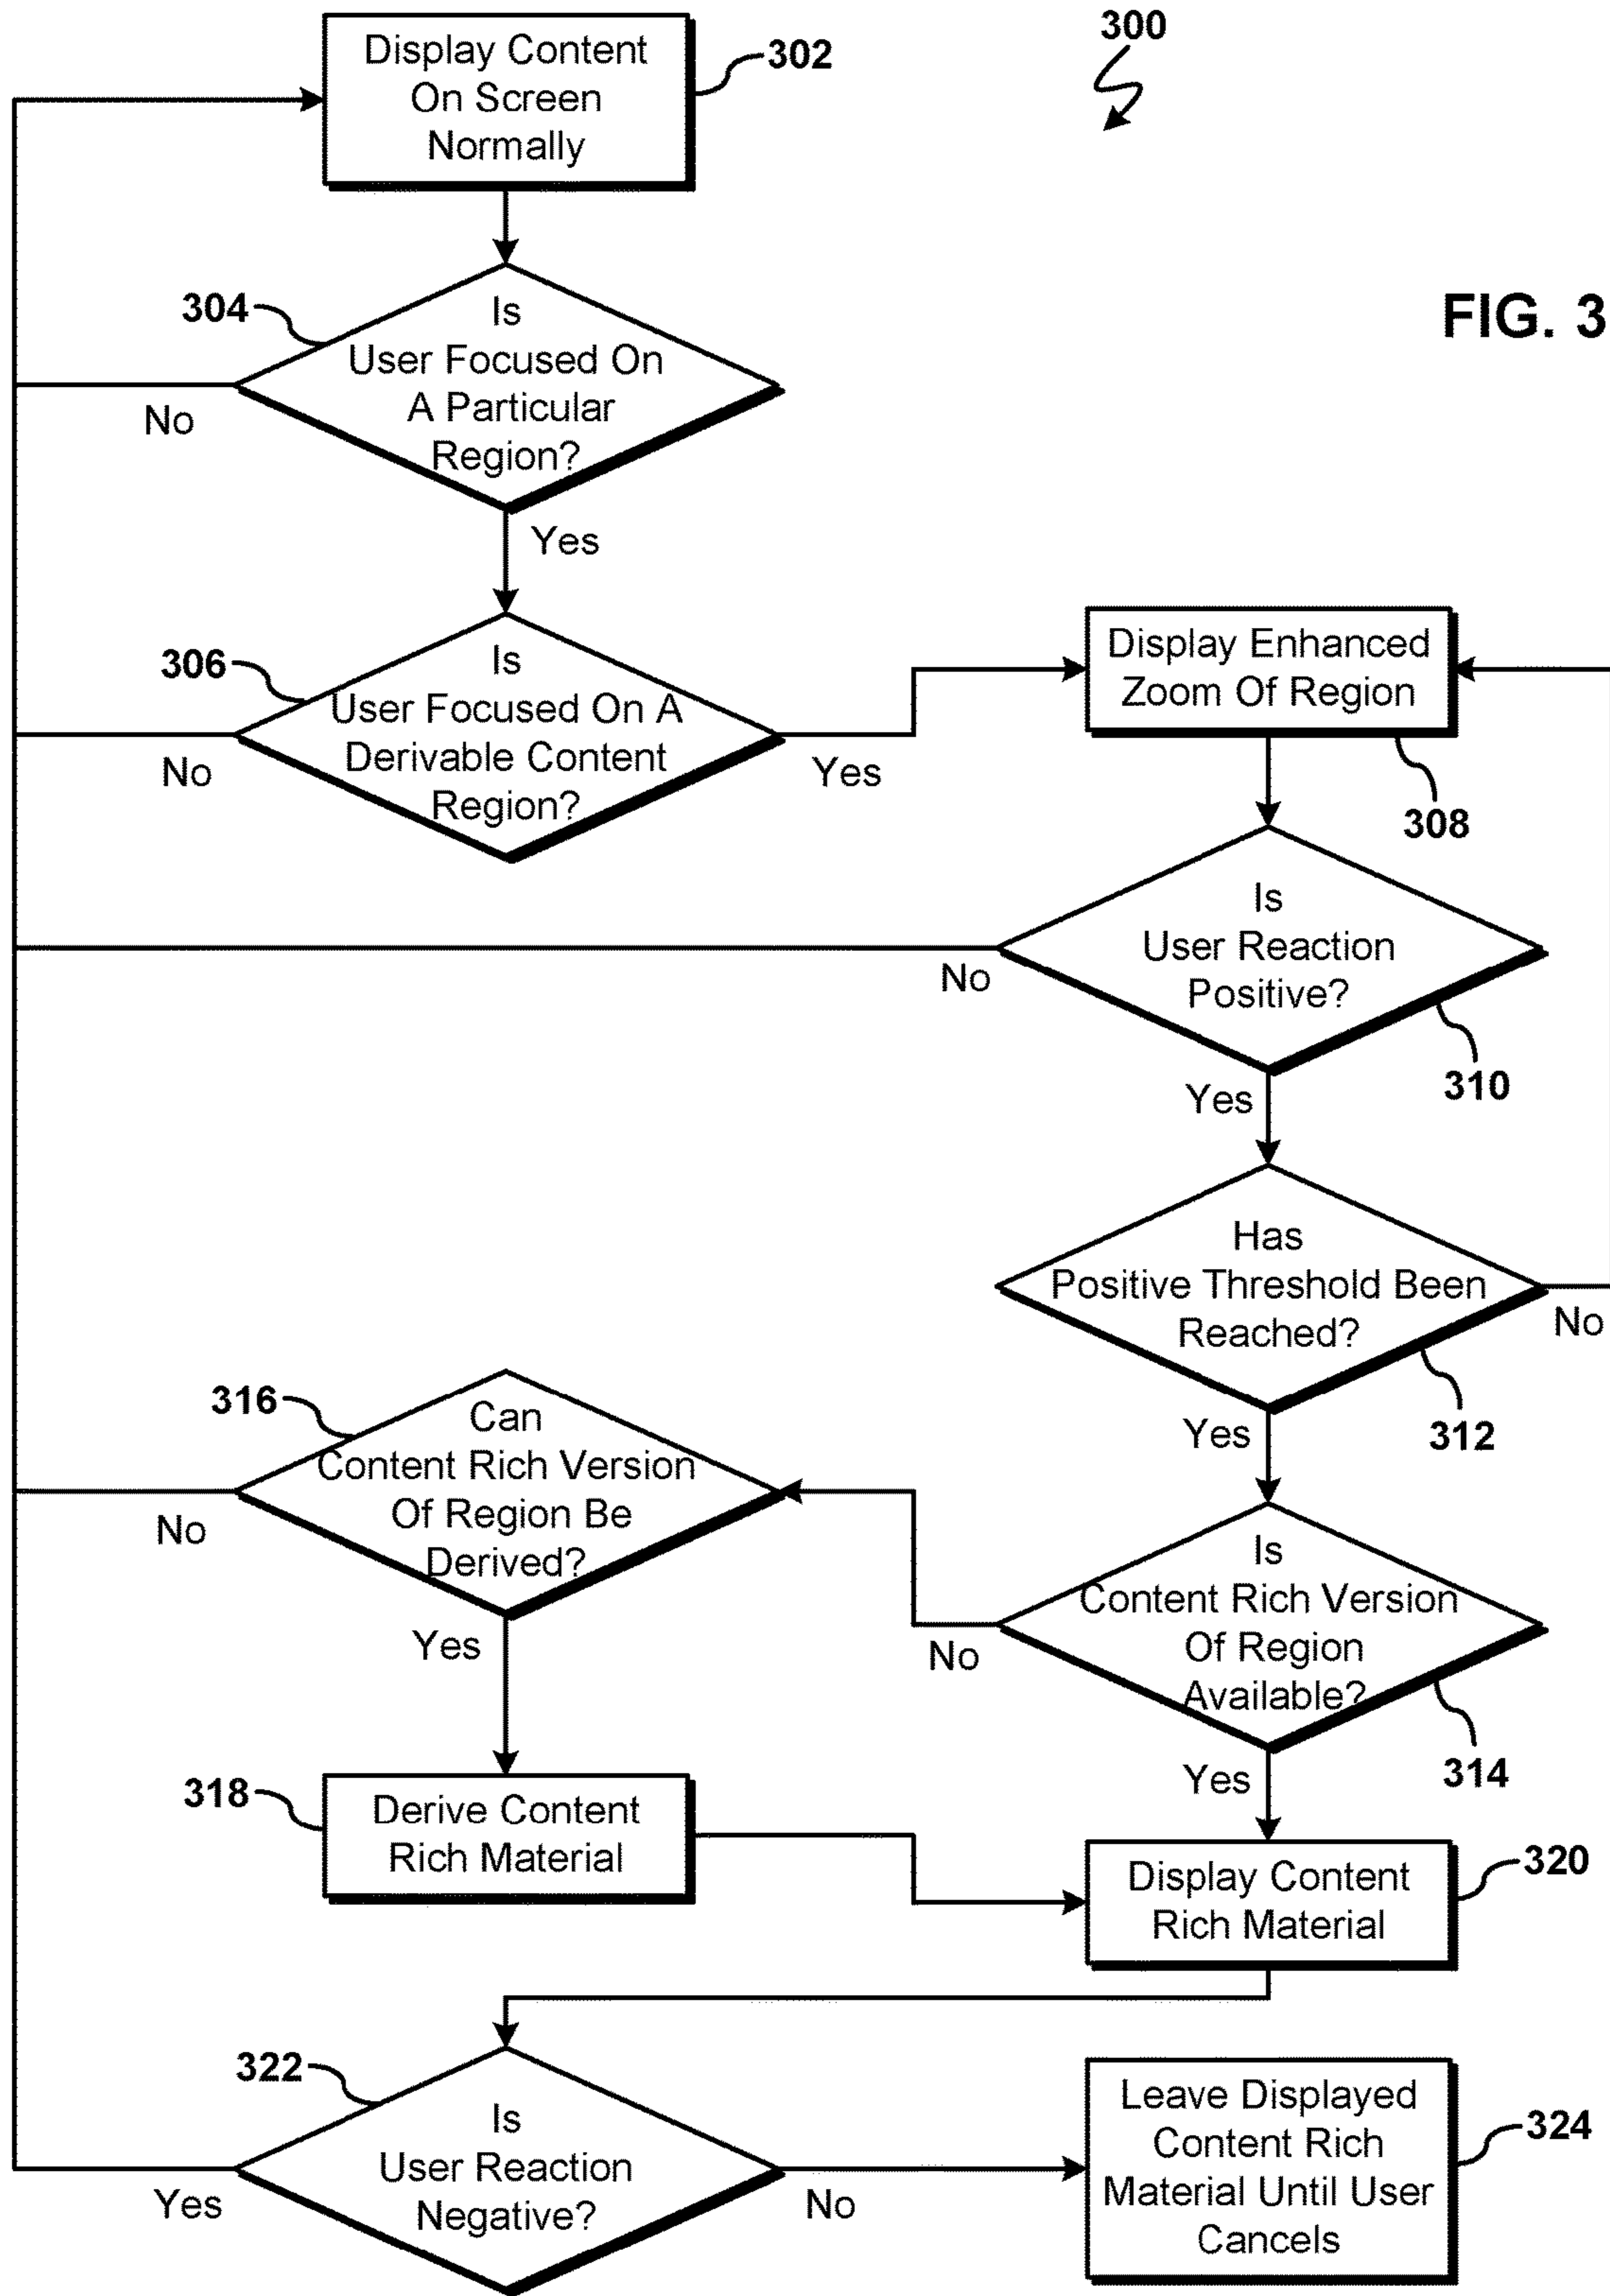 300
Display Content
On Screen
Normally
302
FIG. 3
304
Is
User Focused On
A Particular
Region?
No
Yes
306
Is
User Focused On A
Derivable Content
Region?
No
Yes
Display Enhanced
Zoom Of Region
308
Is
User Reaction
Positive?
No
310
Yes
Has
Positive Threshold Been
Reached?
No
312
Yes
316
Can
Content Rich Version
Of Region Be
Derived?
No
Yes
Is
Content Rich Version
Of Region
Available?
No
314
Yes
318
Derive Content
Rich Material
Display Content
Rich Material
320
322
Is
User Reaction
Negative?
Yes
No
Leave Displayed
Content Rich
Material Until User
Cancels
324